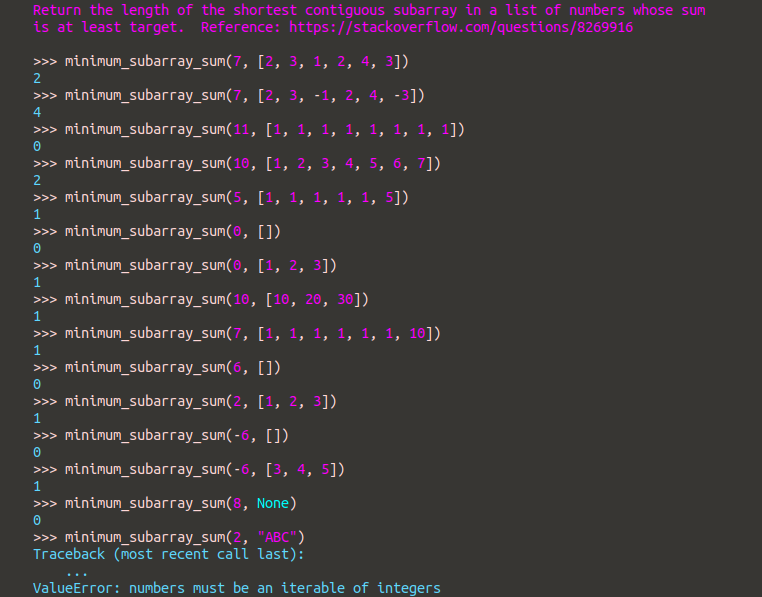 Return the length of the shortest contiguous subarray in a list of numbers whose sum
is at least target.  Reference: https://stackoverflow.com/questions/8269916
>>> minimum_subarray_sum(7, [2, 3, 1, 2, 4, 3])
2
>>> minimum_subarray_sum(7, [2, 3, -1, 2, 4, -3])
4
>>> minimum_subarray_sum(11, [1, 1, 1, 1, 1, 1, 1, 1])
0
>>> minimum_subarray_sum(10, [1, 2, 3, 4, 5, 6, 7])
2
>>> minimum_subarray_sum(5, [1, 1, 1, 1, 1, 5])
1
>>> minimum_subarray_sum(0, [])
0
>>> minimum_subarray_sum(0, [1, 2, 3])
1
>>> minimum_subarray_sum(10, [10, 20, 30])
1
>>> minimum_subarray_sum(7, [1, 1, 1, 1, 1, 1, 10])
1
>>> minimum_subarray_sum(6, [])
0
>>> minimum_subarray_sum(2, [1, 2, 3])
1
>>> minimum_subarray_sum(-6, [])
0
>>> minimum_subarray_sum(-6, [3, 4, 5])
1
>>> minimum_subarray_sum(8, None)
0
>>> minimum_subarray_sum(2, "ABC")
Traceback (most recent call last):
    ...
ValueError: numbers must be an iterable of integers